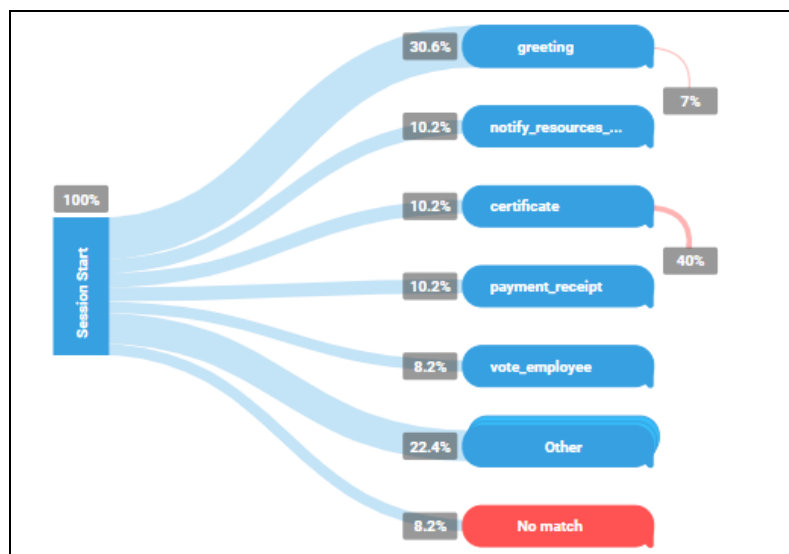 30.6%
greeting
7%
10.2%
notify_resources_...
100%
10.2%
certificate
40%
Session Start
10.2%
payment_receipt
8.2%
vote_employee
22.4%
Other
8.2%
No match